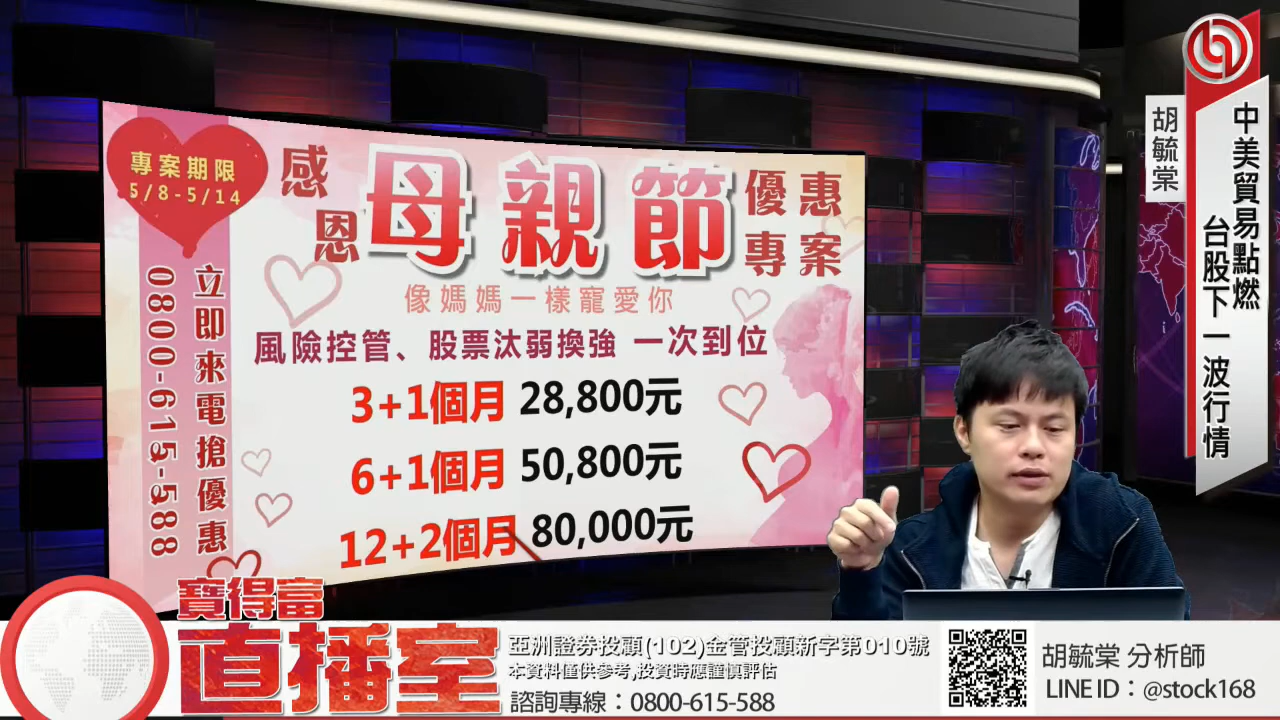 專案期限
5/8-5/14
感恩
母親節
優惠
專案
像媽媽一樣寵愛你
風險控管、股票汰弱換強 一次到位
3+1個月 28,800元
6+1個月 50,800元
12+2個月 80,000元
立即來電搶優惠
0800-615-588
胡毓棠
中美貿易點燃
台股下一波行情
寶得富
直播室
亞洲證券投顧(102)金管投顧新字第010號
本資料僅供參考,投資時應謹慎評估
諮詢專線：0800-615-588
胡毓棠 分析師
LINE ID：@stock168